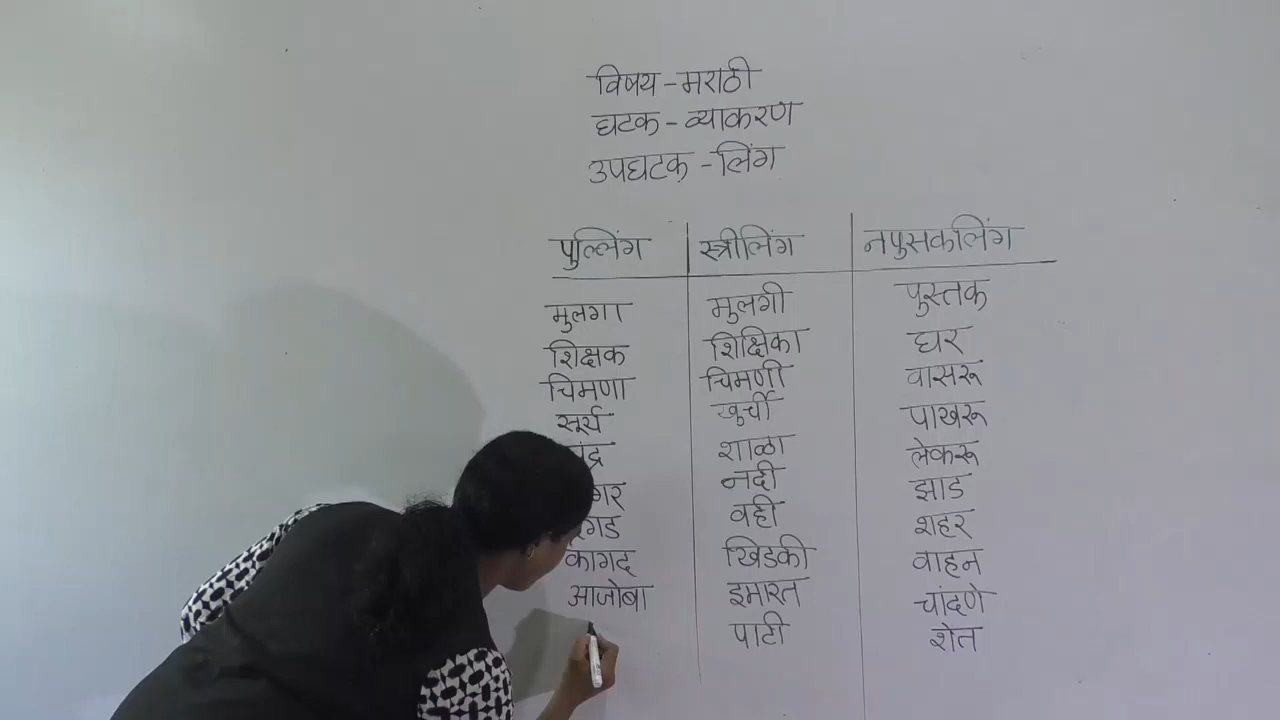 विषय - मराठी
घटक - व्याकरण
उपघटक - लिंग
पुल्लिंग स्त्रीलिंग नपुसकलिंग
मुलगा मुलगी पुस्तक
शिक्षक शिक्षिका घर
चिमणा चिमणी वासरू
सूर्य खुर्ची पाखरू
शाळा लेकरू
नदी झाड
वही शहर
कागद खिडकी वाहन
आजोबा इमारत चांदणे
पाटी शेत